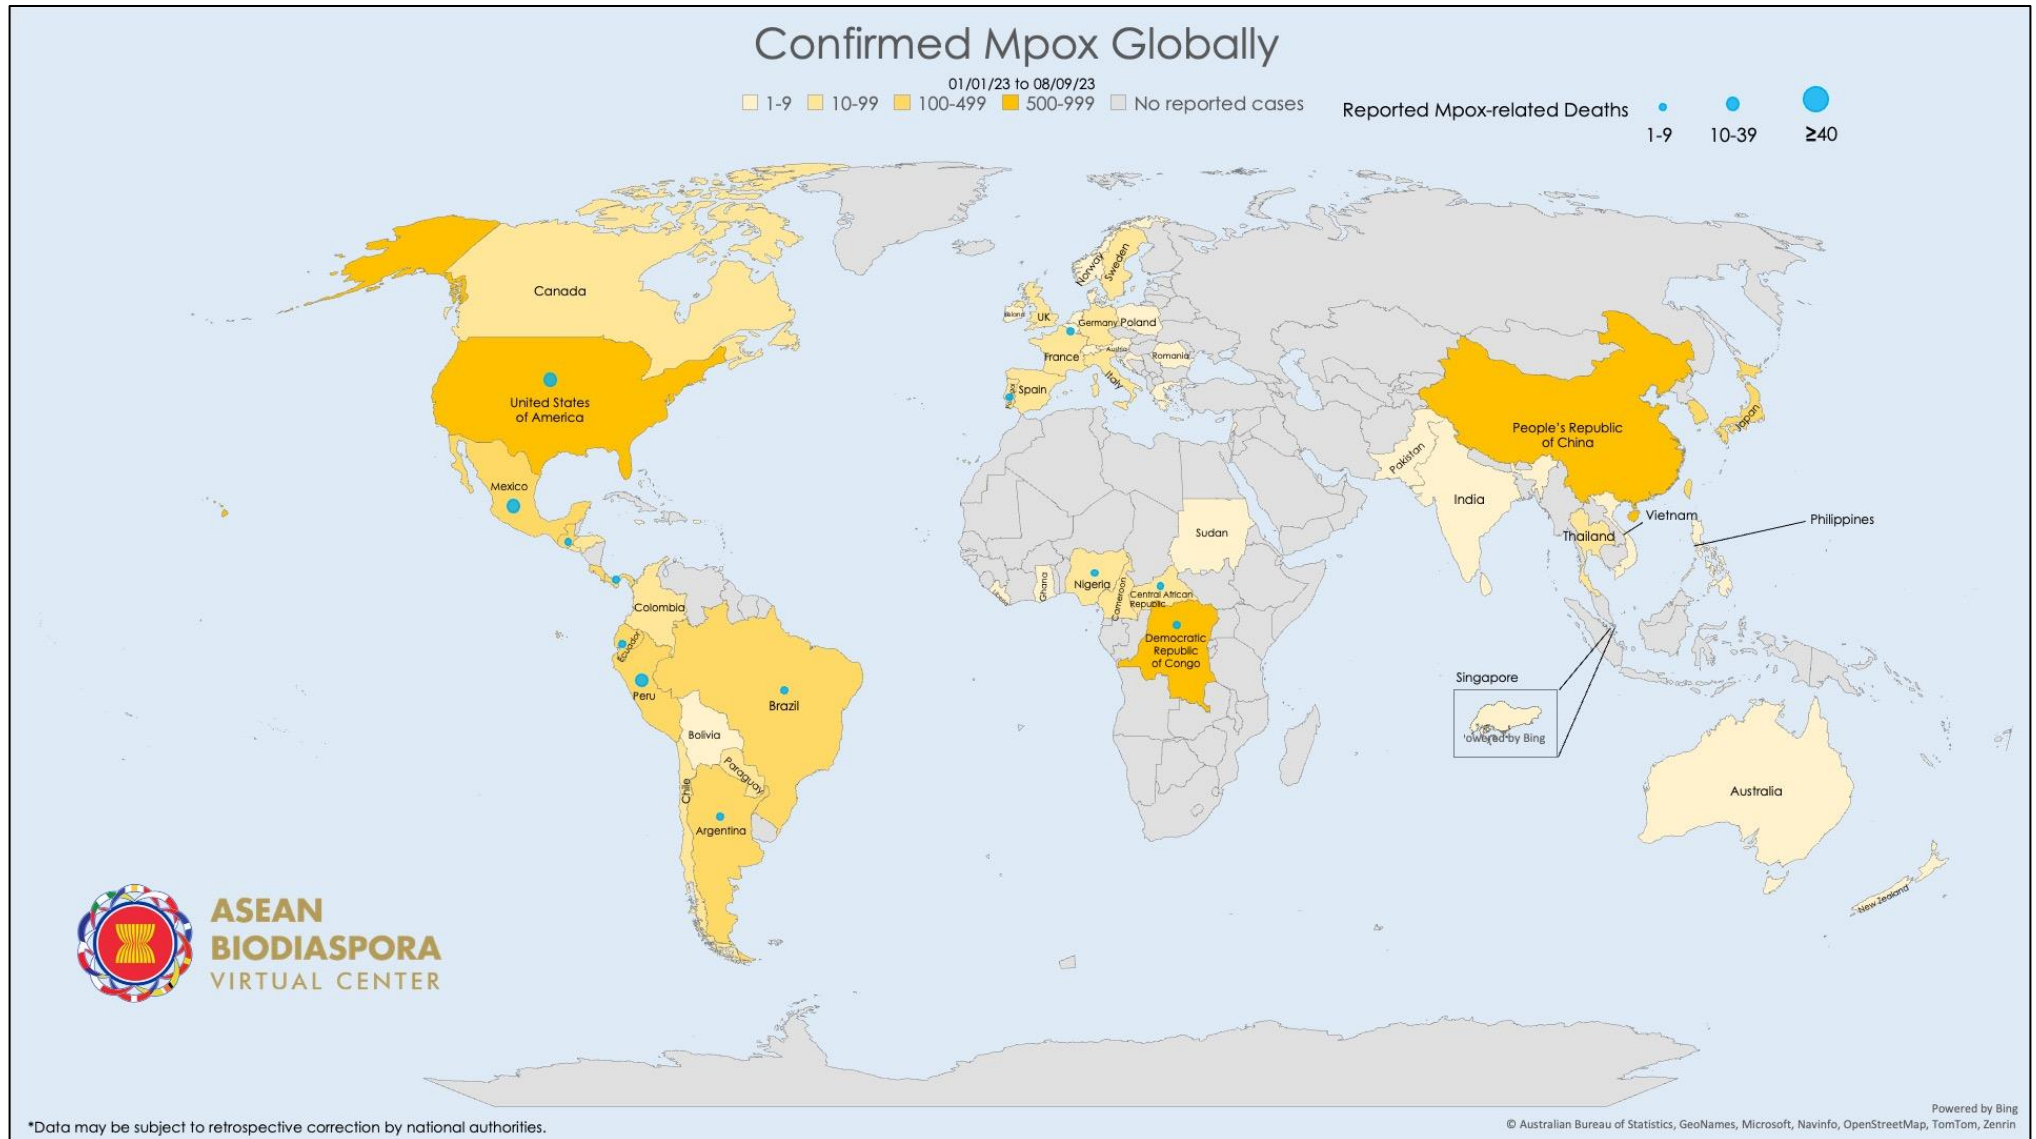 Confirmed Mpox Globally
01/01/23 to 08/09/23
1-9
10-99
100-499
500-999
No reported cases
Reported Mpox-related Deaths
1-9
10-39
≥40
Canada
United States
of America
Mexico
Colombia
Ecuador
Peru
Brazil
Bolivia
Paraguay
Chile
Argentina
Norway
Sweden
UK
Germany
Poland
France
Austria
Romania
Italy
Spain
Sudan
Ghana
Nigeria
Cameroon
Central African
Republic
Democratic
Republic
of Congo
Pakistan
India
People's Republic
of China
Japan
Vietnam
Thailand
Philippines
Singapore
owered by Bing
Australia
New Zealand
ASEAN
BIODIASPORA
VIRTUAL CENTER
*Data may be subject to retrospective correction by national authorities.
Powered by Bing
© Australian Bureau of Statistics, GeoNames, Microsoft, Navinfo, OpenStreetMap, TomTom, Zenrin